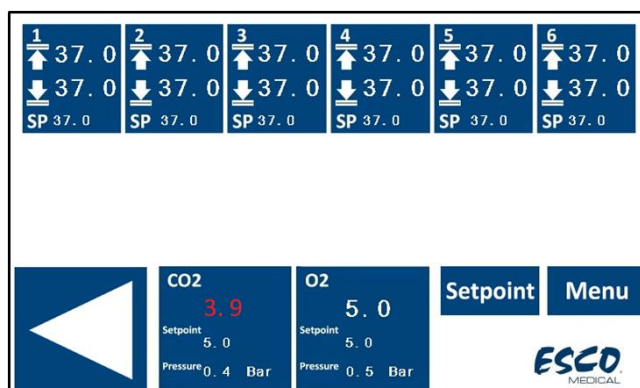 1 2 3 4 5 6
37.0 37.0 37.0 37.0 37.0 37.0
37.0 37.0 37.0 37.0 37.0 37.0
SP 37.0 SP 37.0 SP 37.0 SP 37.0 SP 37.0 SP 37.0
CO2
3.9
Setpoint
5.0
Pressure 0.4 Bar
O2
5.0
Setpoint
5.0
Pressure 0.5 Bar
Setpoint
Menu
ESCO
MEDICAL